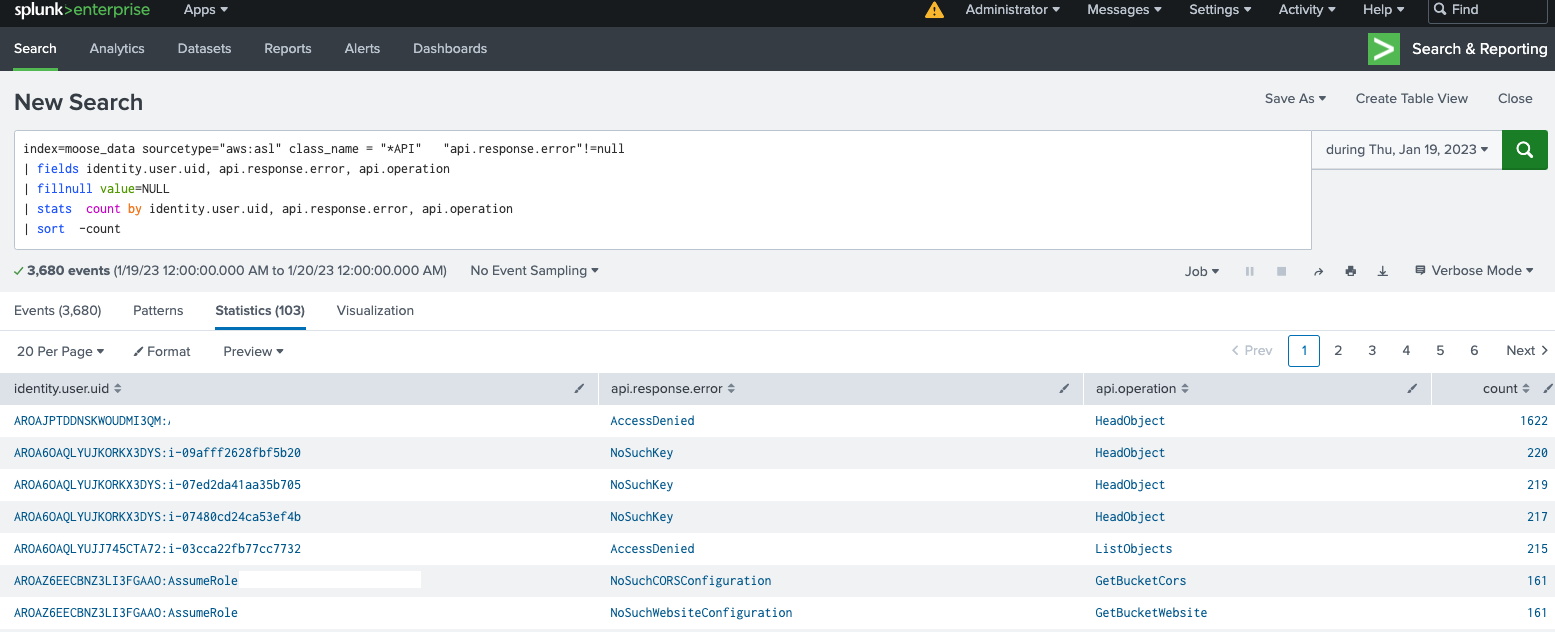 splunk>enterprise Apps Administrator Messages Settings Activity Help Find
Search Analytics Datasets Reports Alerts Dashboards Search & Reporting
New Search Save As Create Table View Close
index=moose_data sourcetype="aws:asl" class_name = "*API" "api.response.error"!=null
| fields identity.user.uid, api.response.error, api.operation
| fillnull value=NULL
| stats count by identity.user.uid, api.response.error, api.operation
| sort -count
during Thu, Jan 19, 2023
3,680 events (1/19/23 12:00:00.000 AM to 1/20/23 12:00:00.000 AM) No Event Sampling Job Verbose Mode
Events (3,680) Patterns Statistics (103) Visualization
20 Per Page Format Preview < Prev 1 2 3 4 5 6 Next >
identity.user.uid api.response.error api.operation count
AROAJPTDDNSKWOUDMI3QM: AccessDenied HeadObject 1622
AROA6OAQLYUJKORKX3DYS:i-09afff2628fbf5b20 NoSuchKey HeadObject 220
AROA6OAQLYUJKORKX3DYS:i-07ed2da41aa35b705 NoSuchKey HeadObject 219
AROA6OAQLYUJKORKX3DYS:i-07480cd24ca53ef4b NoSuchKey HeadObject 217
AROA6OAQLYUJJ745CTA72:i-03cca22fb77cc7732 AccessDenied ListObjects 215
AROAZ6EECBNZ3LI3FGAAO:AssumeRole NoSuchCORSConfiguration GetBucketCors 161
AROAZ6EECBNZ3LI3FGAAO:AssumeRole NoSuchWebsiteConfiguration GetBucketWebsite 161